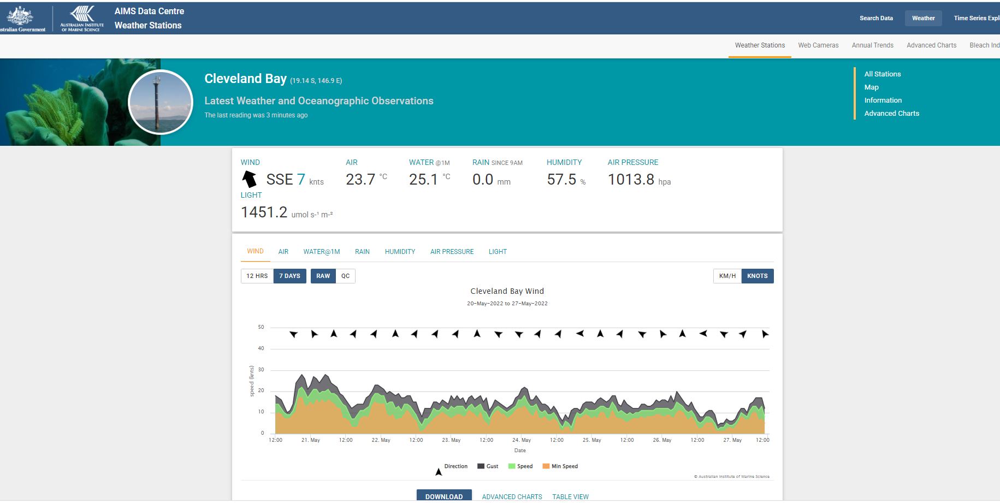 AIMS Data Centre
Weather Stations
stralian Government
AUSTRALIAN INSTITUTE
OF MARINE SCIENCE
Search Data
Weather
Time Series Expl
Weather Stations
Web Cameras
Annual Trends
Advanced Charts
Bleach Ind
Cleveland Bay (19.14 S, 146.9 E)
Latest Weather and Oceanographic Observations
The last reading was 3 minutes ago
All Stations
Map
Information
Advanced Charts
WIND
SSE 7 knts
AIR
23.7 °C
WATER @1M
25.1 °C
RAIN SINCE 9AM
0.0 mm
HUMIDITY
57.5 %
AIR PRESSURE
1013.8 hpa
LIGHT
1451.2 umol s-¹ m-²
WIND AIR WATER@1M RAIN HUMIDITY AIR PRESSURE LIGHT
12 HRS 7 DAYS RAW QC KM/H KNOTS
Cleveland Bay Wind
20-May-2022 to 27-May-2022
speed (knts)
50
40
30
20
10
0
12:00 21. May 12:00 22. May 12:00 23. May 12:00 24. May 12:00 25. May 12:00 26. May 12:00 27. May 12:00
Date
Direction Gust Speed Min Speed
© Australian Institute of Marine Science
DOWNLOAD ADVANCED CHARTS TABLE VIEW